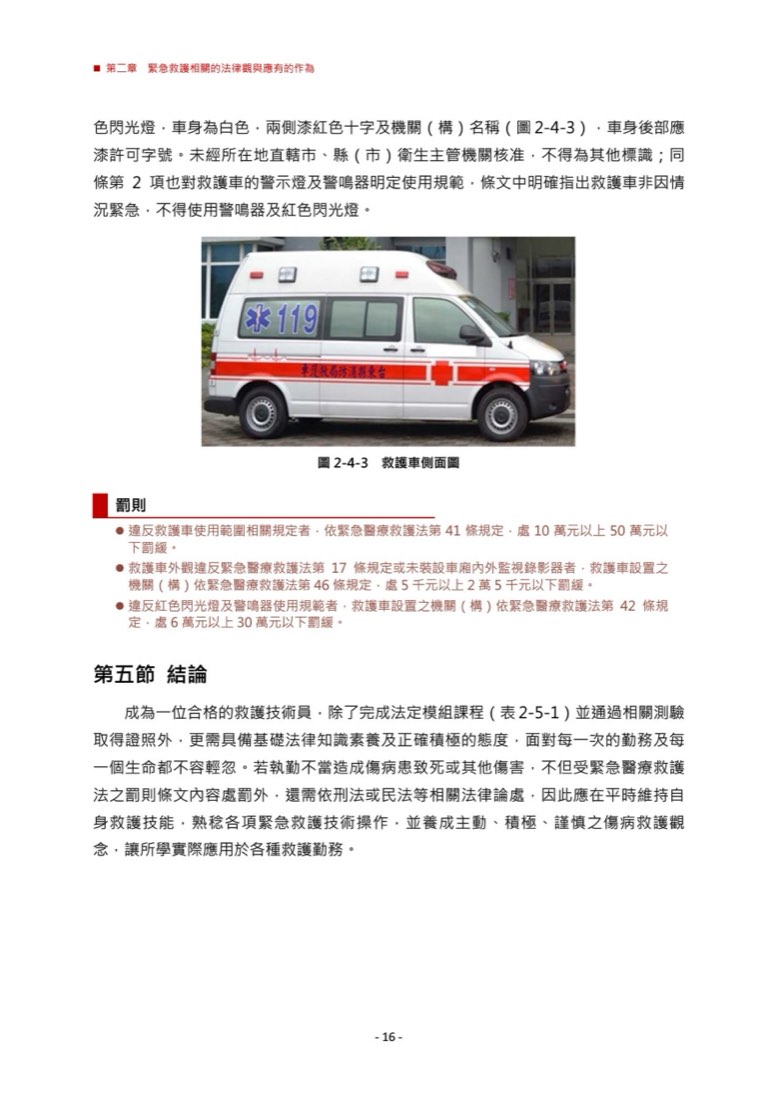 ■ 第二章 緊急救護相關的法律觀與應有的作為
色閃光燈，車身為白色，兩側漆紅色十字及機關（構）名稱（圖2-4-3），車身後部應
漆許可字號。未經所在地直轄市、縣（市）衛生主管機關核准，不得為其他標識；同
條第 2 項也對救護車的警示燈及警鳴器明定使用規範，條文中明確指出救護車非因情
況緊急，不得使用警鳴器及紅色閃光燈。
119
車護救局防消縣東台
圖 2-4-3 救護車側面圖
罰則
● 違反救護車使用範圍相關規定者，依緊急醫療救護法第 41 條規定，處 10 萬元以上 50 萬元以
下罰緩。
● 救護車外觀違反緊急醫療救護法第 17 條規定或未裝設車廂內外監視錄影器者，救護車設置之
機關（構）依緊急醫療救護法第 46 條規定，處 5 千元以上 2 萬 5 千元以下罰緩。
● 違反紅色閃光燈及警鳴器使用規範者，救護車設置之機關（構）依緊急醫療救護法第 42 條規
定，處 6 萬元以上 30 萬元以下罰緩。
第五節 結論
成為一位合格的救護技術員，除了完成法定模組課程（表 2-5-1）並通過相關測驗
取得證照外，更需具備基礎法律知識素養及正確積極的態度，面對每一次的勤務及每
一個生命都不容輕忽。若執勤不當造成傷病患致死或其他傷害，不但受緊急醫療救護
法之罰則條文內容處罰外，還需依刑法或民法等相關法律論處，因此應在平時維持自
身救護技能，熟稔各項緊急救護技術操作，並養成主動、積極、謹慎之傷病救護觀
念，讓所學實際應用於各種救護勤務。
- 16 -